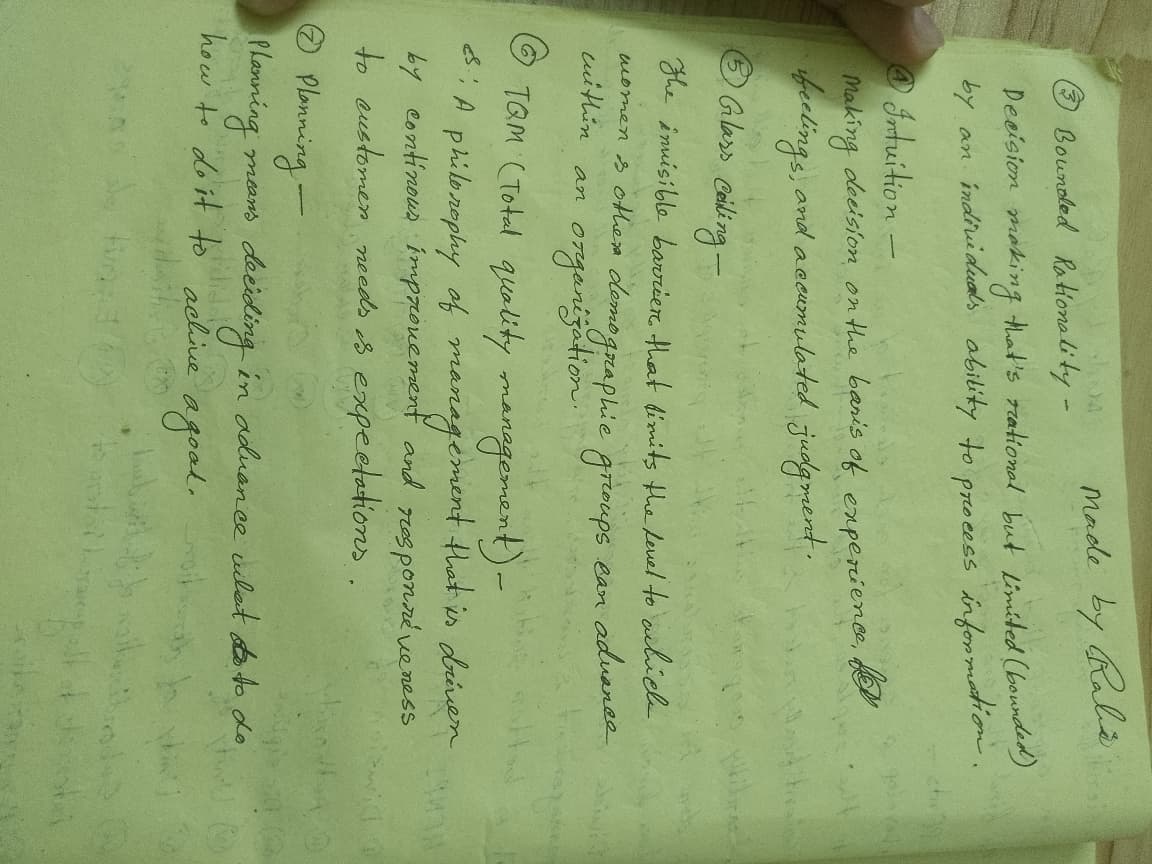 Made by Rabi
③ Bounded Rationality -
Decision making that's rational but limited (bounded)
by an individuals ability to process information.
④ Intuition —
Making decision on the basis of experience,
feelings, and accumulated judgment.
⑤ Glass ceiling —
The invisible barrier that limits the level to which
women & other demographic groups can advance
within an organization.
⑥ TQM (Total quality management) -
A philosophy of management that is driven
by continous improvement and responsiveness
to customer needs & expectations.
⑦ Planning —
Planning means deciding in advance what to do
how to do it to achive a goal.